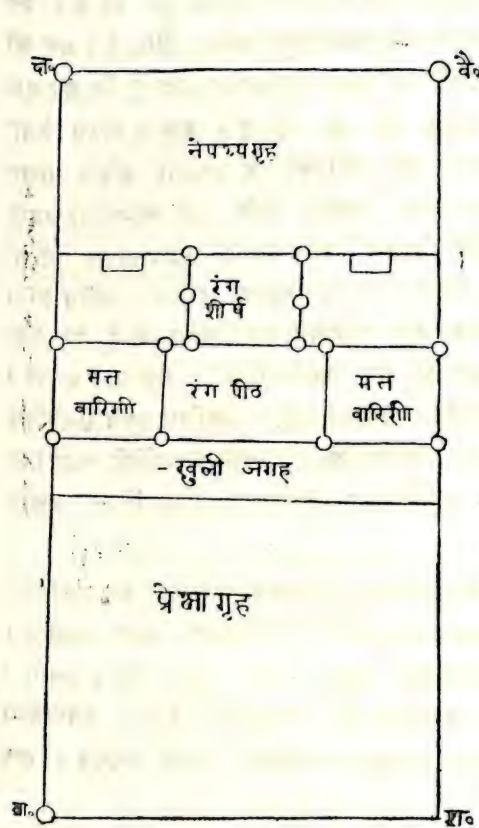 ब्रा॰ वै॰
नेपथ्यगृह
रंग
शीर्ष
मत्त
वारिणी
रंग पीठ
मत्त
वारिणी
- खुली जगह
प्रेक्षागृह
श॰